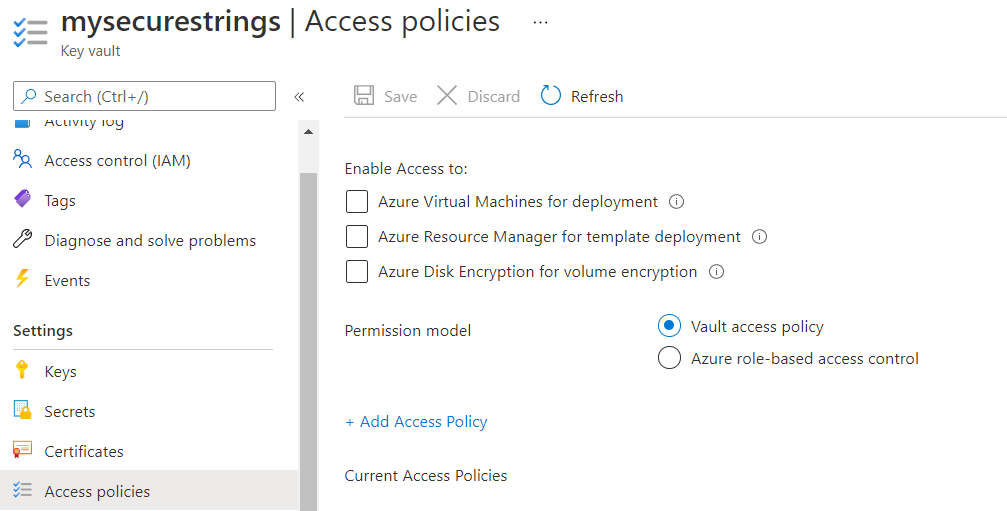 mysecurestrings | Access policies ...
Key vault
Search (Ctrl+/)
«
Activity log
Access control (IAM)
Tags
Diagnose and solve problems
Events
Settings
Keys
Secrets
Certificates
Access policies
Save Discard Refresh
Enable Access to:
Azure Virtual Machines for deployment
Azure Resource Manager for template deployment
Azure Disk Encryption for volume encryption
Permission model
Vault access policy
Azure role-based access control
+ Add Access Policy
Current Access Policies